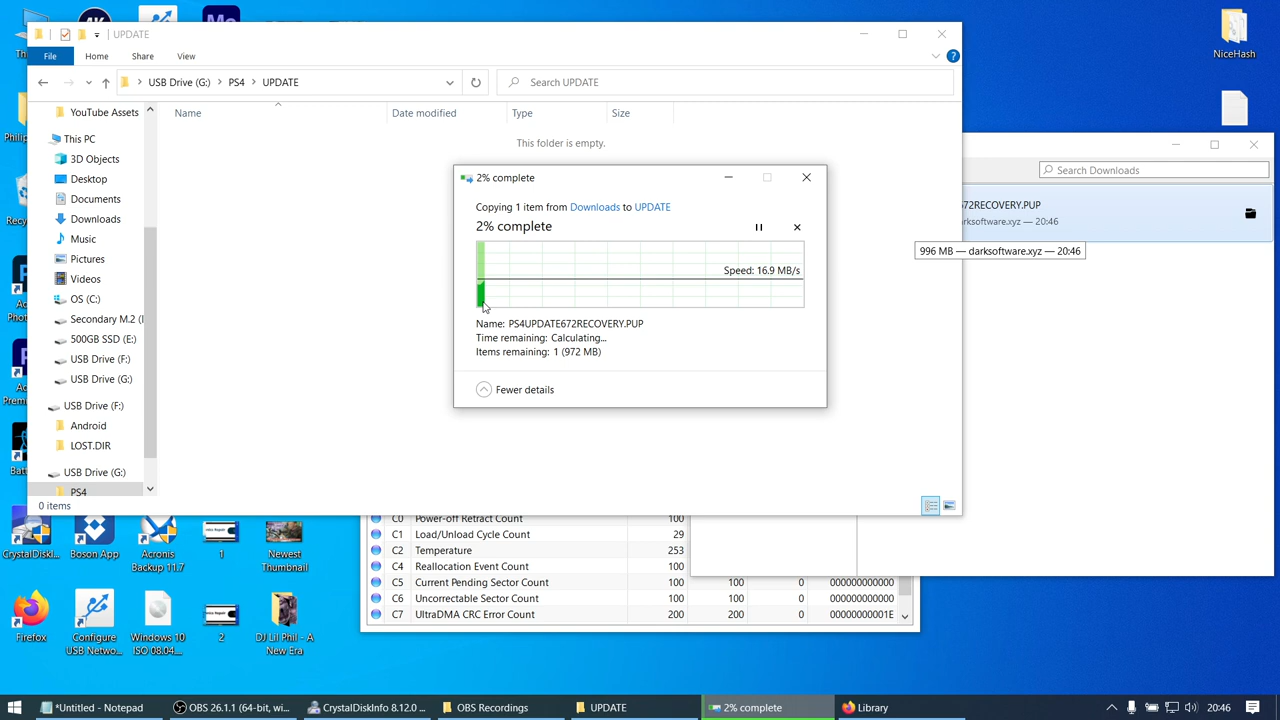 UPDATE
File
Home
Share
View
USB Drive (G:)
PS4
UPDATE
Search UPDATE
Name
Date modified
Type
Size
This folder is empty.
YouTube Assets
This PC
3D Objects
Desktop
Documents
Downloads
Music
Pictures
Videos
OS (C:)
Secondary M.2 (I
500GB SSD (E:)
USB Drive (F:)
USB Drive (G:)
USB Drive (F:)
Android
LOST.DIR
USB Drive (G:)
PS4
0 items
2% complete
Copying 1 item from Downloads to UPDATE
2% complete
Speed: 16.9 MB/s
Name: PS4UPDATE672RECOVERY.PUP
Time remaining: Calculating...
Items remaining: 1 (972 MB)
Fewer details
NiceHash
Search Downloads
72RECOVERY.PUP
arksoftware.xyz — 20:46
996 MB — darksoftware.xyz — 20:46
C0 Power-off Retract Count 100
C1 Load/Unload Cycle Count 29
C2 Temperature 253
C4 Reallocation Event Count 100
C5 Current Pending Sector Count 100 100 0 000000000000
C6 Uncorrectable Sector Count 100 100 0 000000000000
C7 UltraDMA CRC Error Count 200 200 0 00000000001E
CrystalDiskI...
Boson App
Acronis
Backup 11.7
1
Newest
Thumbnail
Firefox
Configure
USB Netwo...
Windows 10
ISO 08.04....
2
DJ Lil Phil - A
New Era
*Untitled - Notepad
OBS 26.1.1 (64-bit, wi...
CrystalDiskInfo 8.12.0 ...
OBS Recordings
UPDATE
2% complete
Library
20:46